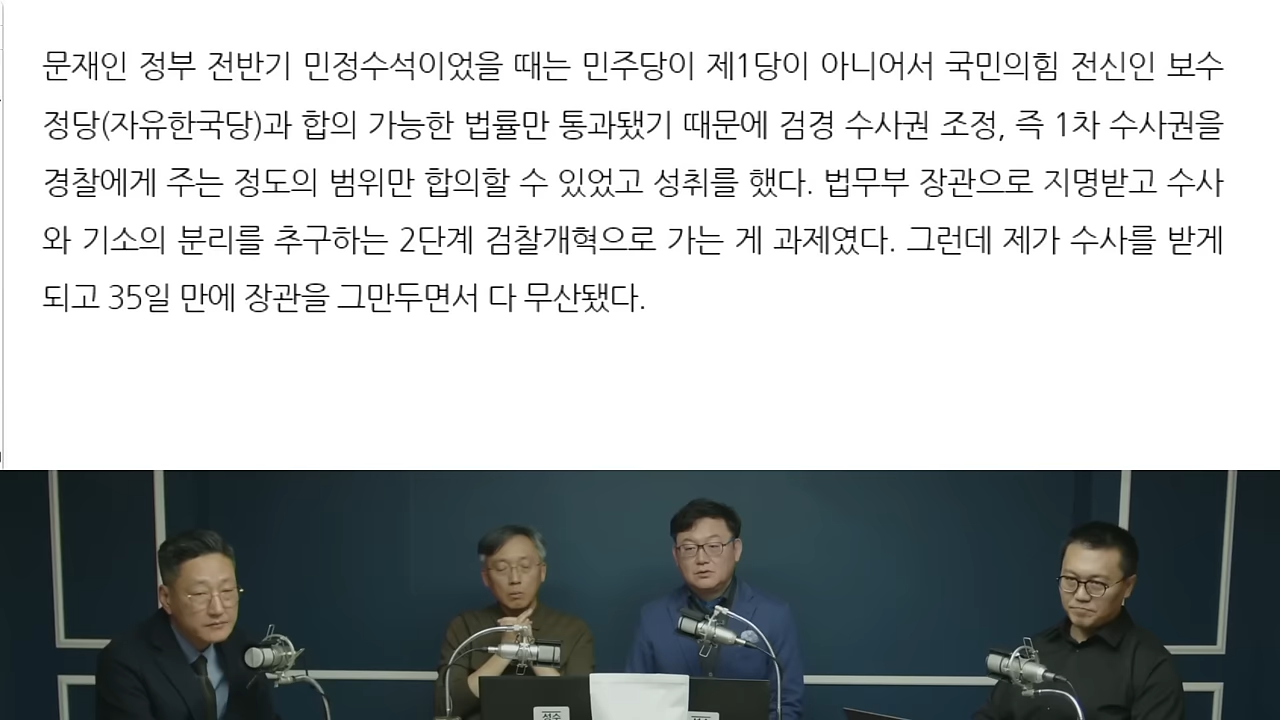 문재인 정부 전반기 민정수석이었을 때는 민주당이 제1당이 아니어서 국민의힘 전신인 보수
정당(자유한국당)과 합의 가능한 법률만 통과됐기 때문에 검경 수사권 조정, 즉 1차 수사권을
경찰에게 주는 정도의 범위만 합의할 수 있었고 성취를 했다. 법무부 장관으로 지명받고 수사
와 기소의 분리를 추구하는 2단계 검찰개혁으로 가는 게 과제였다. 그런데 제가 수사를 받게
되고 35일 만에 장관을 그만두면서 다 무산됐다.